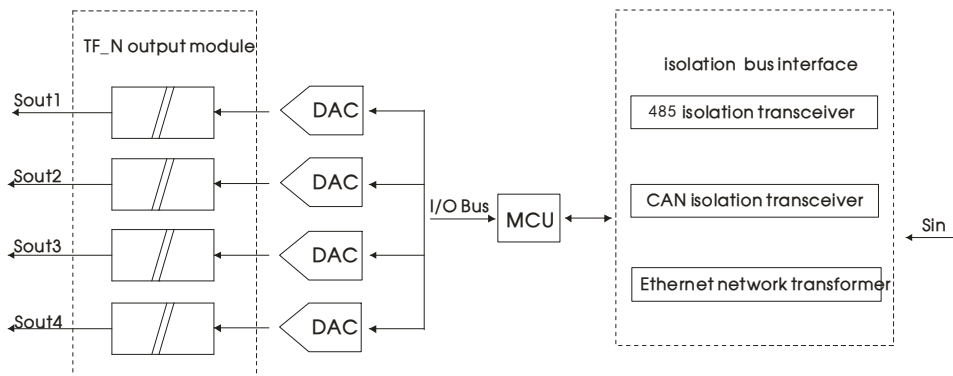 TF_N output module
isolation bus interface
Sout1
DAC
485 isolation transceiver
Sout2
DAC
CAN isolation transceiver
I/O Bus
MCU
Sin
Sout3
DAC
Ethernet network transformer
Sout4
DAC